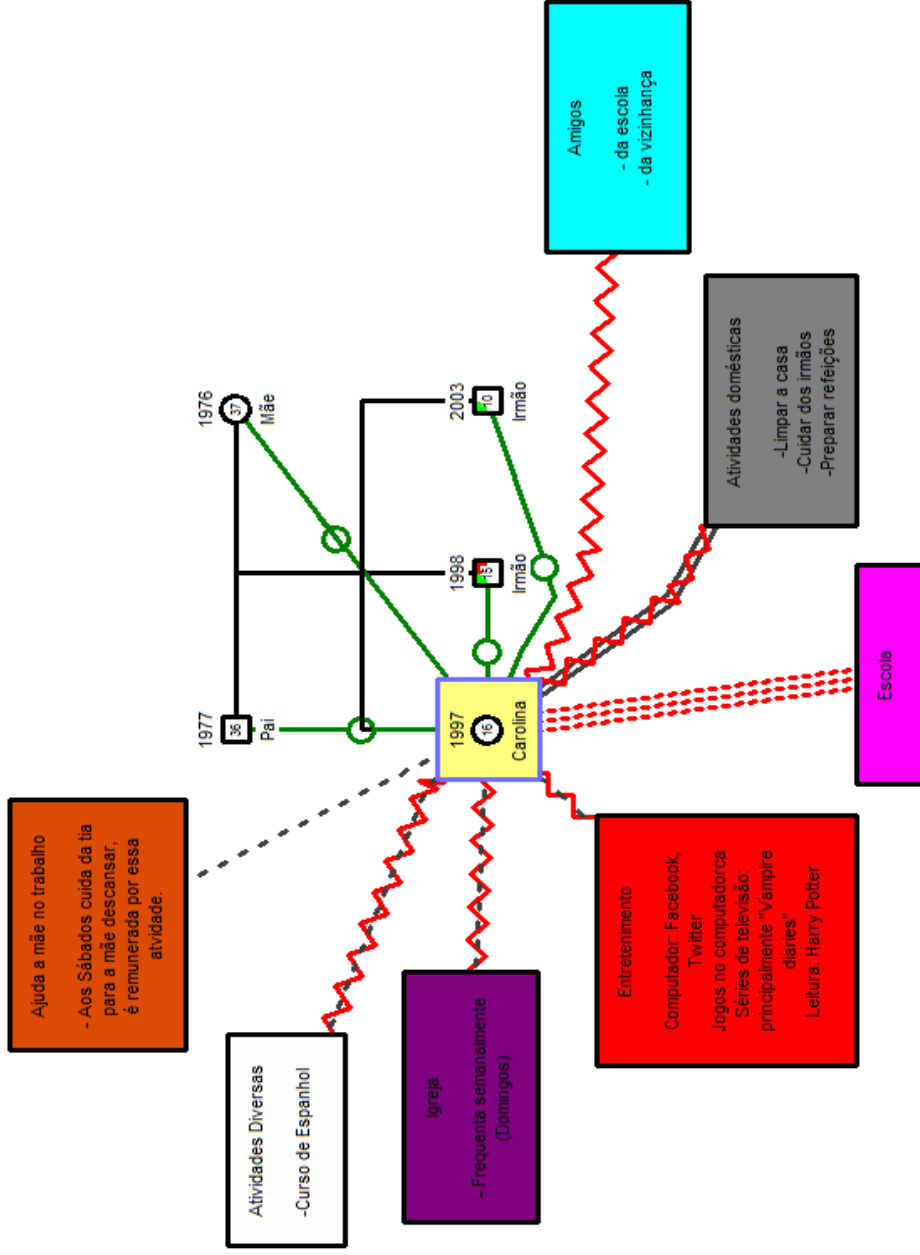 Ajuda a mãe no trabalho
- Aos Sábados cuida da tia
para a mãe descansar,
é remunerada por essa
atvidade.
1977
36
Pai
1976
37
Mãe
Atividades Diversas
-Curso de Espanhol
1997
16
Carolina
1998
15
Irmão
2003
10
Irmão
Igreja
- Frequenta semanalmente
(Domingos)
Amigos
- da escola
- da vizinhança
Entretenimento
Computador: Facebook,
Twitter
Jogos no computadorca
Séries de televisão:
principalmente "Vampire
diaries"
Leitura: Harry Potter
Atividades domésticas
-Limpar a casa
-Cuidar dos irmãos
-Preparar refeições
Escola